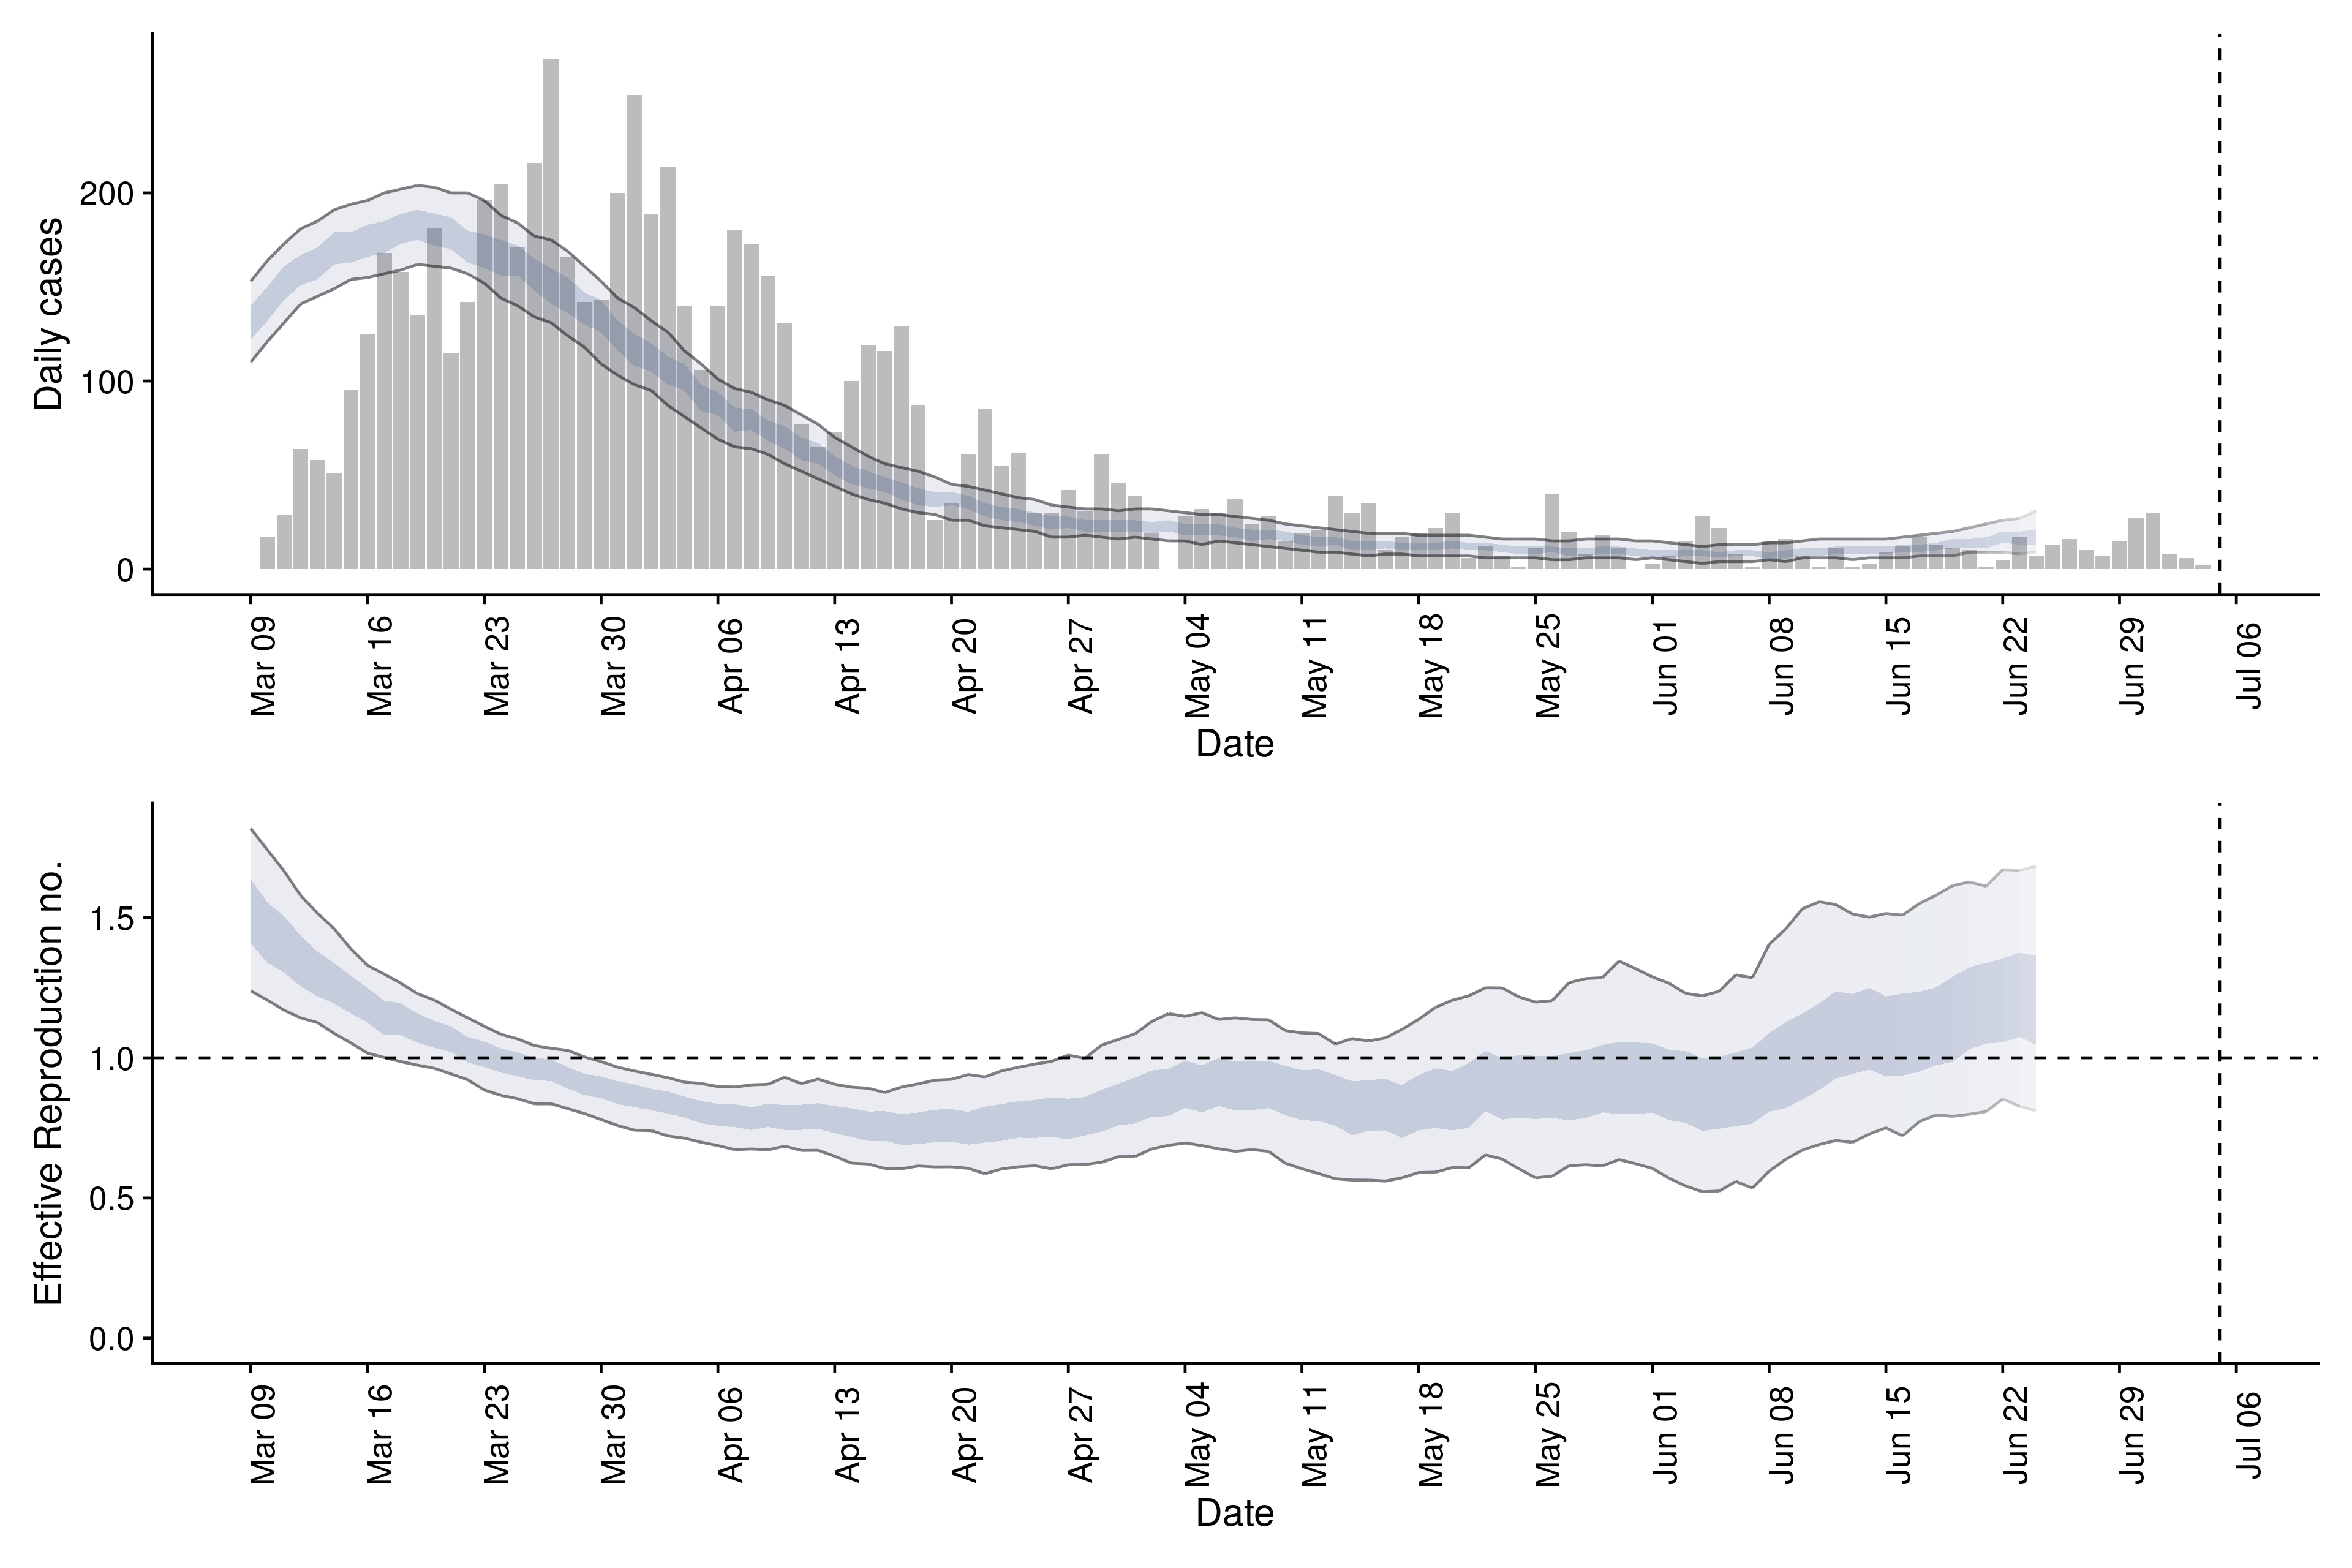 Daily cases
200
100
0
Mar 09
Mar 16
Mar 23
Mar 30
Apr 06
Apr 13
Apr 20
Apr 27
May 04
May 11
May 18
May 25
Jun 01
Jun 08
Jun 15
Jun 22
Jun 29
Jul 06
Date
Effective Reproduction no.
1.5
1.0
0.5
0.0
Mar 09
Mar 16
Mar 23
Mar 30
Apr 06
Apr 13
Apr 20
Apr 27
May 04
May 11
May 18
May 25
Jun 01
Jun 08
Jun 15
Jun 22
Jun 29
Jul 06
Date